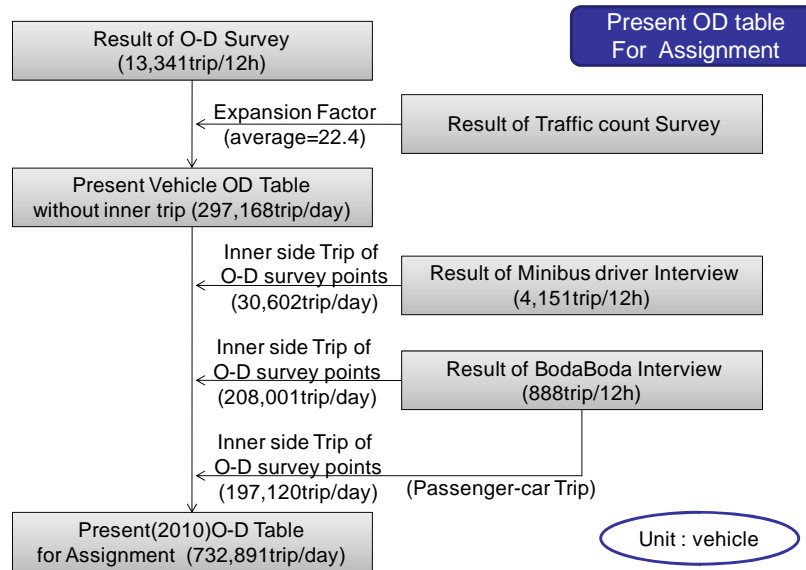 Present OD table
For Assignment
Result of O-D Survey
(13,341trip/12h)
Expansion Factor
(average=22.4)
Result of Traffic count Survey
Present Vehicle OD Table
without inner trip (297,168trip/day)
Inner side Trip of
O-D survey points
(30,602trip/day)
Result of Minibus driver Interview
(4,151trip/12h)
Inner side Trip of
O-D survey points
(208,001trip/day)
Result of BodaBoda Interview
(888trip/12h)
Inner side Trip of
O-D survey points
(197,120trip/day)
(Passenger-car Trip)
Present(2010)O-D Table
for Assignment (732,891trip/day)
Unit : vehicle